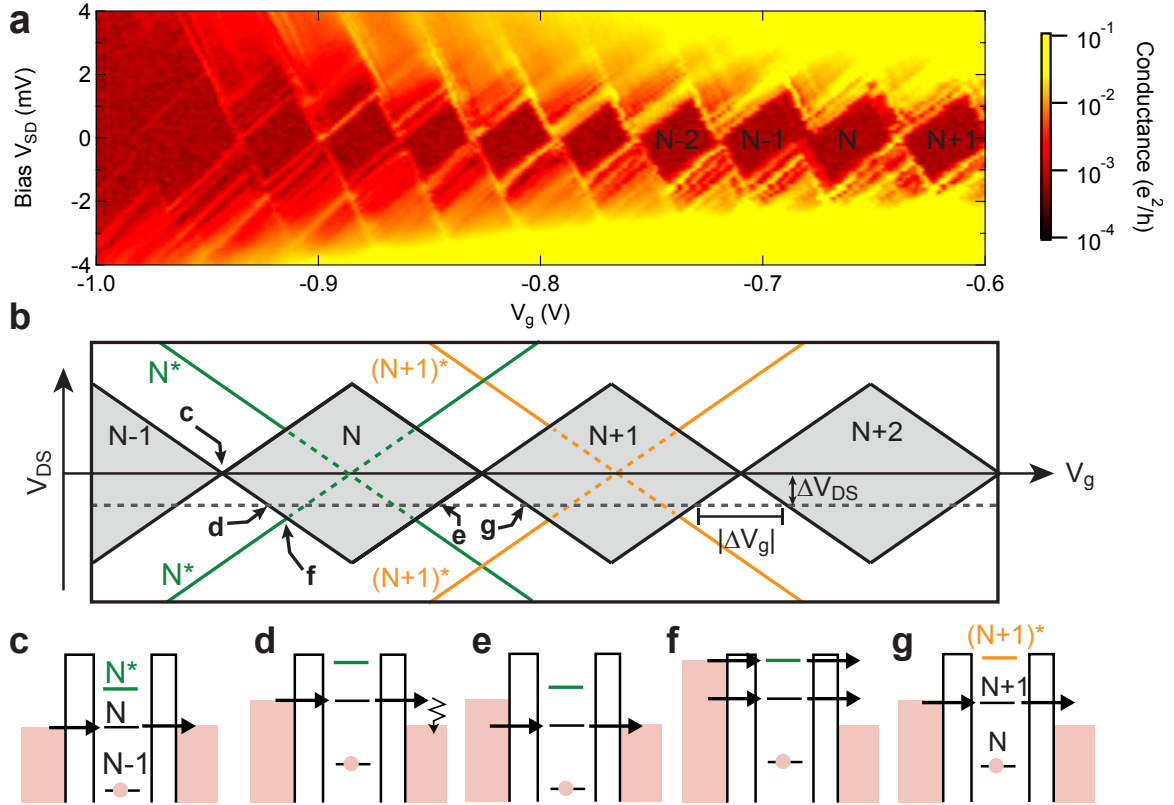 a
Bias V_SD (mV)
4
2
0
-2
-4
N-2
N-1
N
N+1
-1.0
-0.9
-0.8
-0.7
-0.6
V_g (V)
10^-1
10^-2
10^-3
10^-4
Conductance (e^2/h)
b
V_DS
N*
(N+1)*
c
N-1
N
N+1
N+2
V_g
ΔV_DS
d
e
g
|ΔV_g|
f
N*
(N+1)*
c
N*
N
N-1
d
e
f
g
(N+1)*
N+1
N